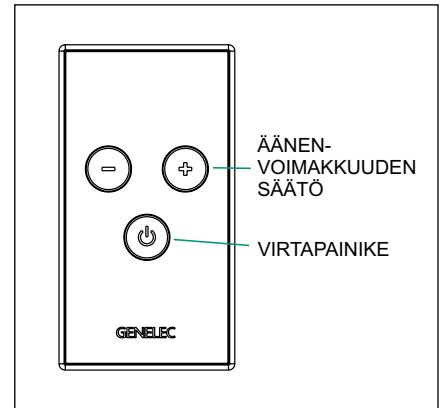 ÄÄNEN-
VOIMAKKUUDEN
SÄÄTÖ
VIRTAPAINIKE
GENELEC